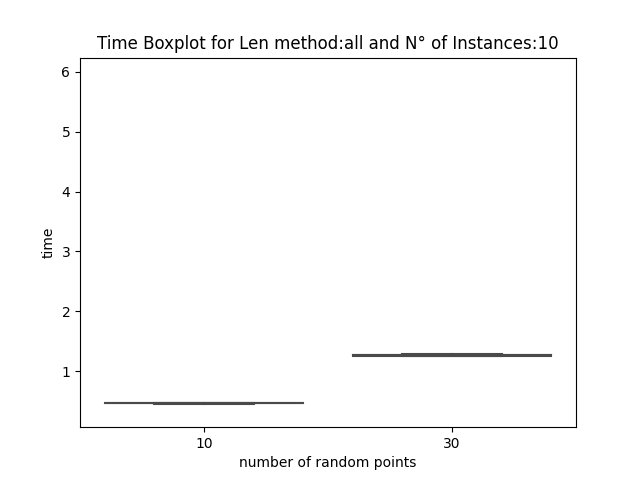 Time Boxplot for Len method:all and N° of Instances:10
6
5
4
3
2
1
time
10 30
number of random points